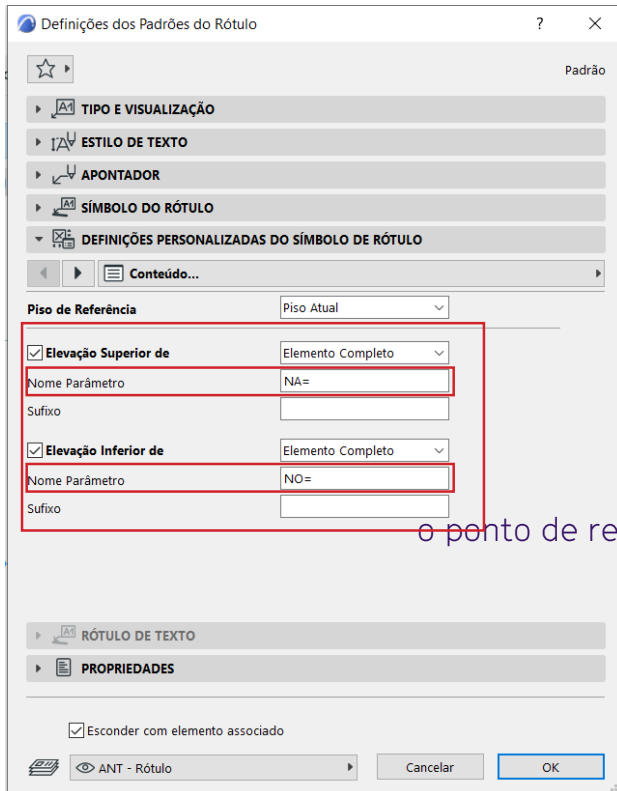 Definições dos Padrões do Rótulo ? ×
Padrão
A1 TIPO E VISUALIZAÇÃO
ESTILO DE TEXTO
APONTADOR
A1 SÍMBOLO DO RÓTULO
DEFINIÇÕES PERSONALIZADAS DO SÍMBOLO DE RÓTULO
Conteúdo...
Piso de Referência Piso Atual
Elevação Superior de Elemento Completo
Nome Parâmetro NA=
Sufixo
Elevação Inferior de Elemento Completo
Nome Parâmetro NO=
Sufixo
o ponto de re
A1 RÓTULO DE TEXTO
PROPRIEDADES
Esconder com elemento associado
ANT - Rótulo Cancelar OK